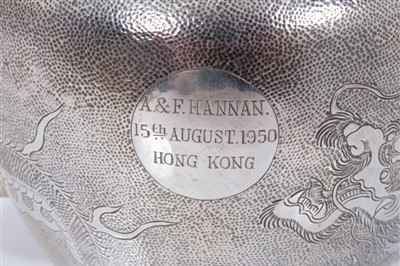 A. & F. HANNAN.
15th AUGUST. 1950
HONG KONG